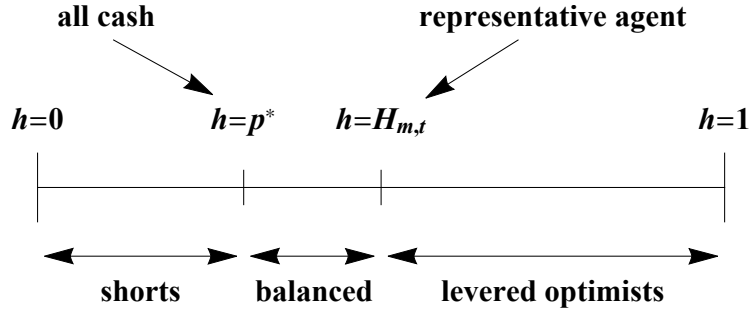 all cash representative agent
h=0 h=p* h=H_{m,t} h=1
shorts balanced levered optimists